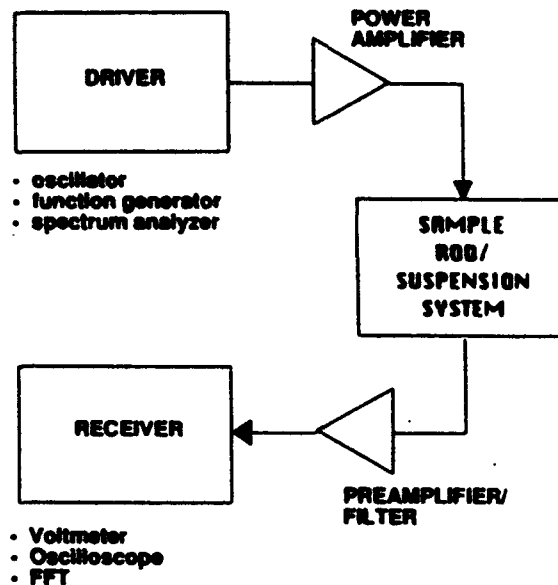 POWER
AMPLIFIER
DRIVER
• oscillator
• function generator
• spectrum analyzer
SAMPLE
ROD/
SUSPENSION
SYSTEM
RECEIVER
PREAMPLIFIER/
FILTER
• Voltmeter
• Oscilloscope
• FFT